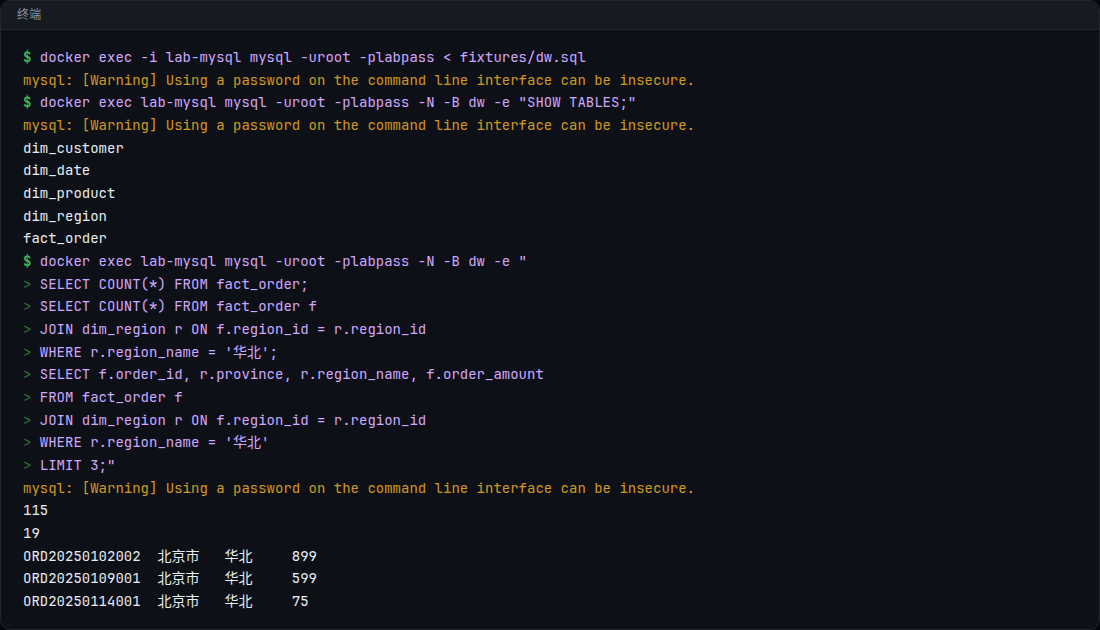 终端
$ docker exec -i lab-mysql mysql -uroot -plabpass < fixtures/dw.sql
mysql: [Warning] Using a password on the command line interface can be insecure.
$ docker exec lab-mysql mysql -uroot -plabpass -N -B dw -e "SHOW TABLES;"
mysql: [Warning] Using a password on the command line interface can be insecure.
dim_customer
dim_date
dim_product
dim_region
fact_order
$ docker exec lab-mysql mysql -uroot -plabpass -N -B dw -e "
> SELECT COUNT(*) FROM fact_order;
> SELECT COUNT(*) FROM fact_order f
> JOIN dim_region r ON f.region_id = r.region_id
> WHERE r.region_name = '华北';
> SELECT f.order_id, r.province, r.region_name, f.order_amount
> FROM fact_order f
> JOIN dim_region r ON f.region_id = r.region_id
> WHERE r.region_name = '华北'
> LIMIT 3;"
mysql: [Warning] Using a password on the command line interface can be insecure.
115
19
ORD20250102002  北京市  华北  899
ORD20250109001  北京市  华北  599
ORD20250114001  北京市  华北  75